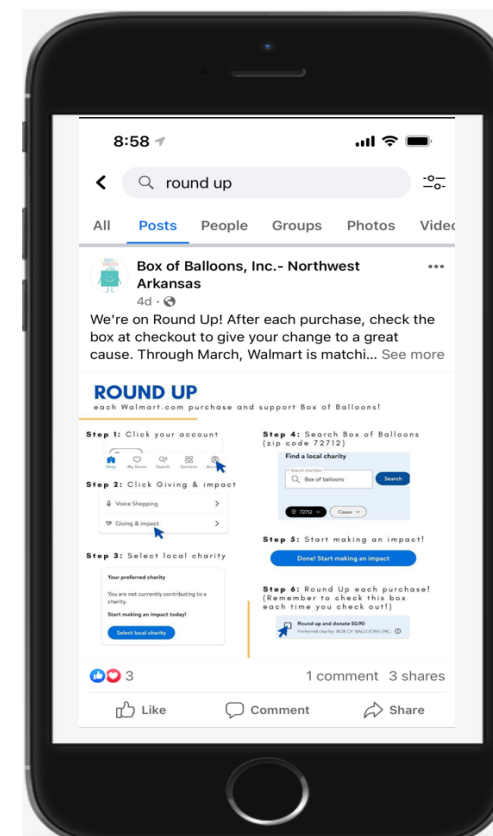 8:58
round up
All Posts People Groups Photos Videc
Box of Balloons, Inc.- Northwest
Arkansas
4d
We're on Round Up! After each purchase, check the
box at checkout to give your change to a great
cause. Through March, Walmart is matchi... See more
ROUND UP
each Walmart.com purchase and support Box of Balloons!
Step 1: Click your account
Shop My Items Search Services
Step 2: Click Giving & impact
Voice Shopping
Giving & impact
Step 3: Select local charity
Your preferred charity
You are not currently contributing to a
charity.
Start making an impact today!
Select local charity
Step 4: Search Box of Balloons
(zip code 72712)
Find a local charity
Search charities
Box of balloons Search
72712 Cause
Step 5: Start making an impact!
Done! Start making an impact
Step 6: Round Up each purchase!
(Remember to check this box
each time you check out!)
Round up and donate $0.90
Preferred charity: BOX OF BALLOONS INC.
3 1 comment 3 shares
Like Comment Share